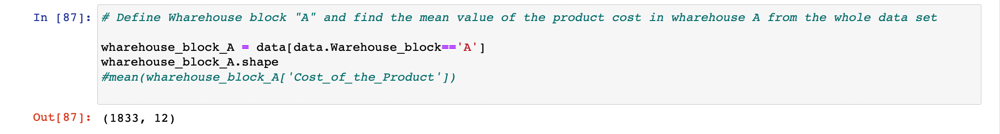 In [87]: # Define Wharehouse block "A" and find the mean value of the product cost in wharehouse A from the whole data set
wharehouse_block_A = data[data.Warehouse_block=='A']
wharehouse_block_A.shape
#mean(wharehouse_block_A['Cost_of_the_Product'])
Out[87]: (1833, 12)